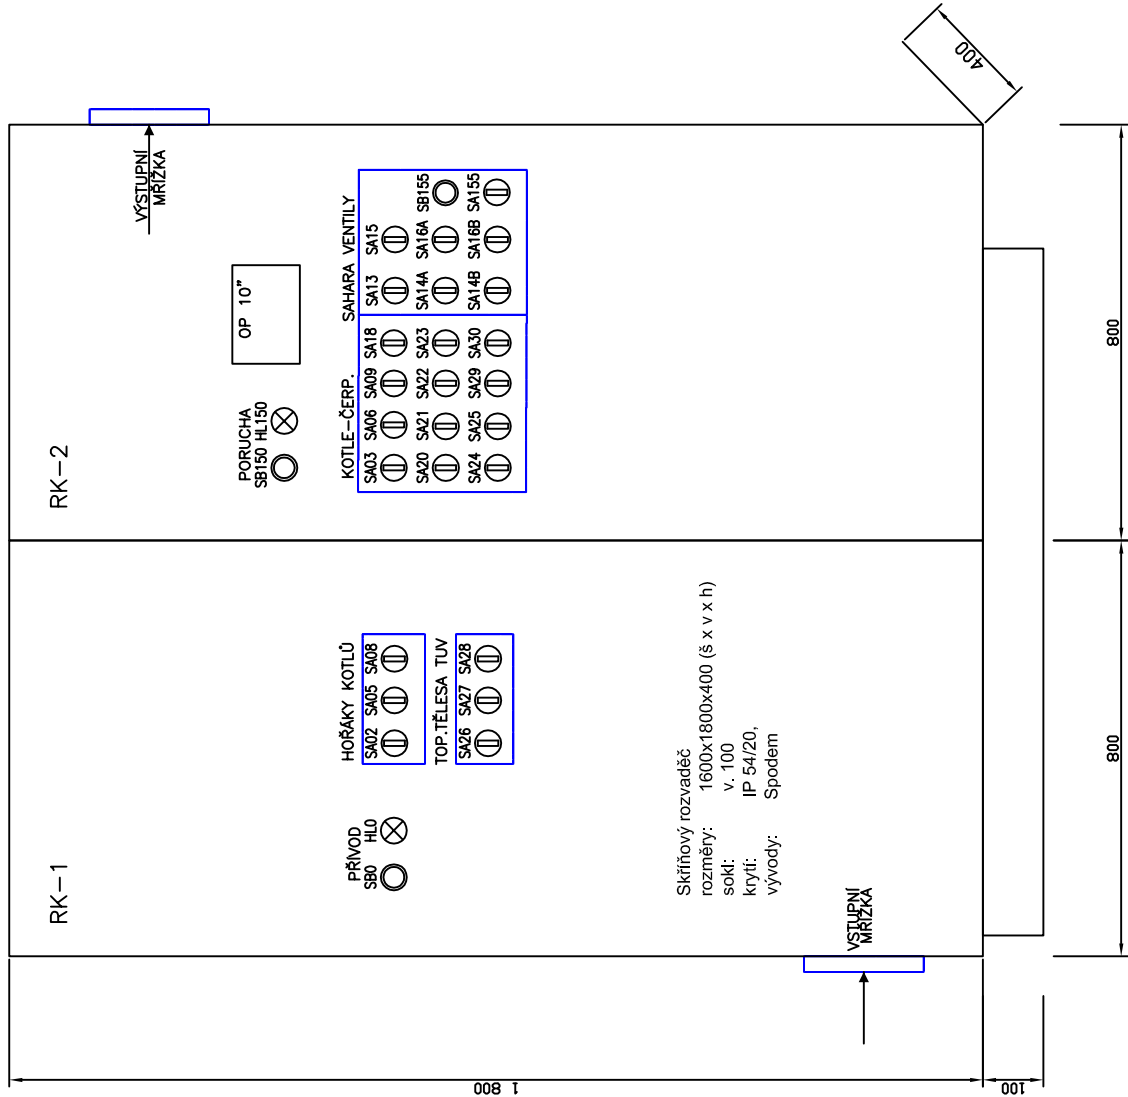 RK-1
PŘÍVOD
SB0 HL0
HOŘÁKY KOTLŮ
SA02 SA05 SA08
TOP.TĚLESA TUV
SA26 SA27 SA28
Skříňový rozvaděč
rozměry: 1600x1800x400 (š x v x h)
sokl: v. 100
krytí: IP 54/20,
vývody: Spodem
VSTUPNÍ
MŘÍŽKA
RK-2
PORUCHA
SB150 HL150
OP 10"
VÝSTUPNÍ
MŘÍŽKA
KOTLE-ČERP.
SA03 SA06 SA09 SA18
SA20 SA21 SA22 SA23
SA24 SA25 SA29 SA30
SAHARA VENTILY
SA13 SA15
SA14A SA16A SB155
SA14B SA16B SA155
1 800
100
800
800
400